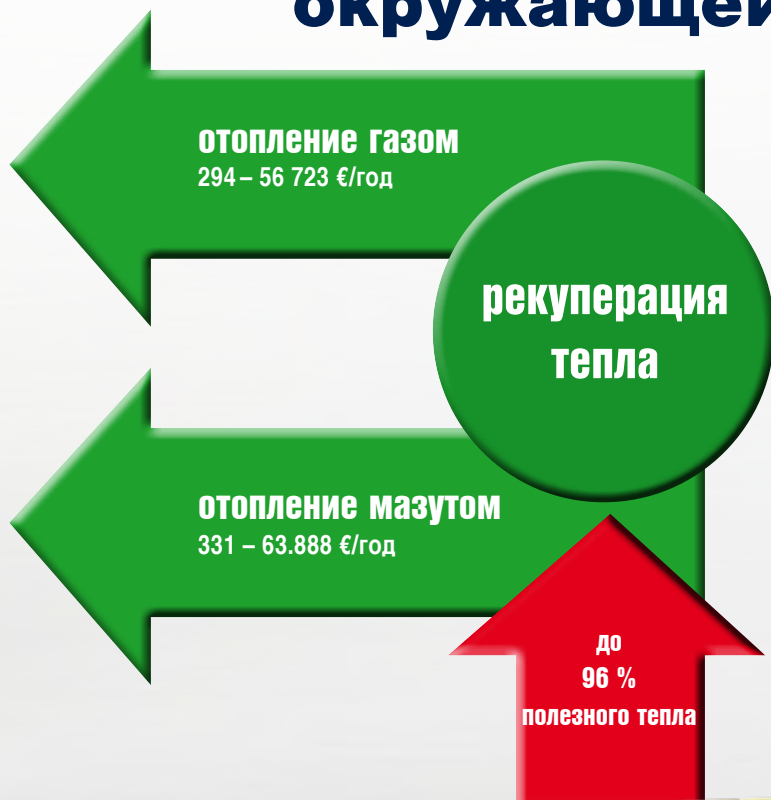 окружающей
отопление газом
294 – 56 723 €/год
рекуперация
тепла
отопление мазутом
331 – 63.888 €/год
до
96 %
полезного тепла